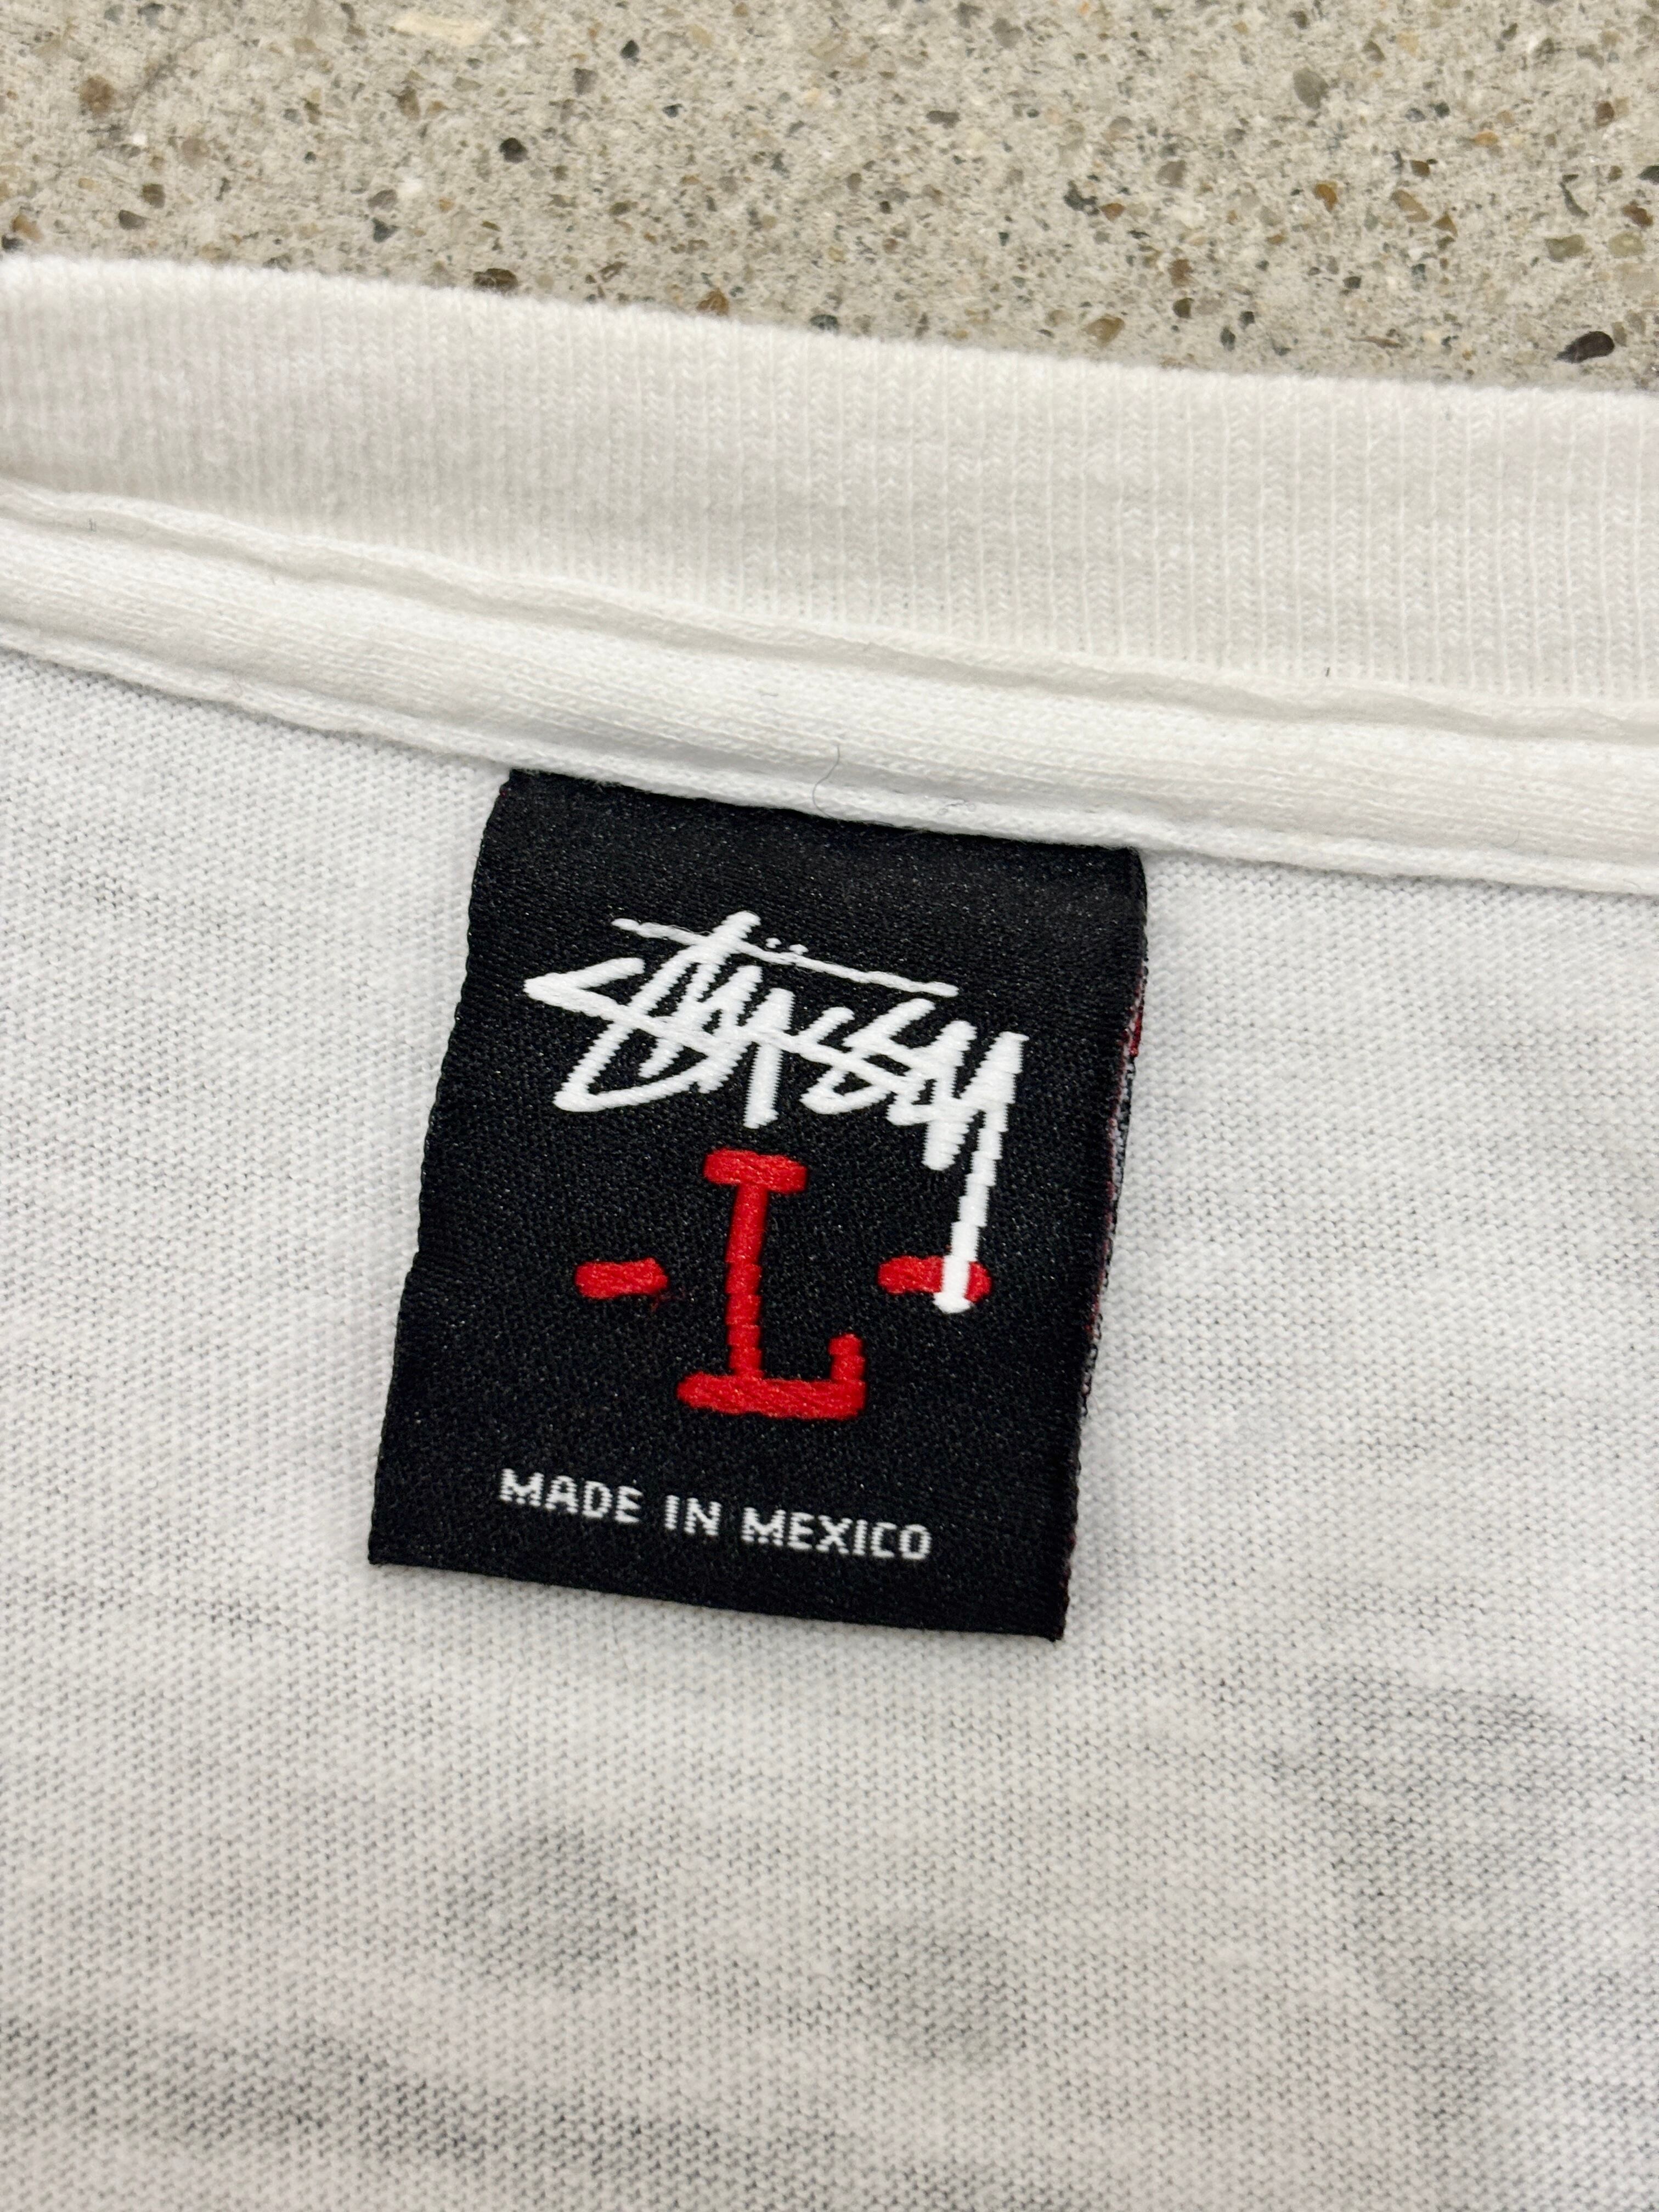 Stüssy
- L -
MADE IN MEXICO